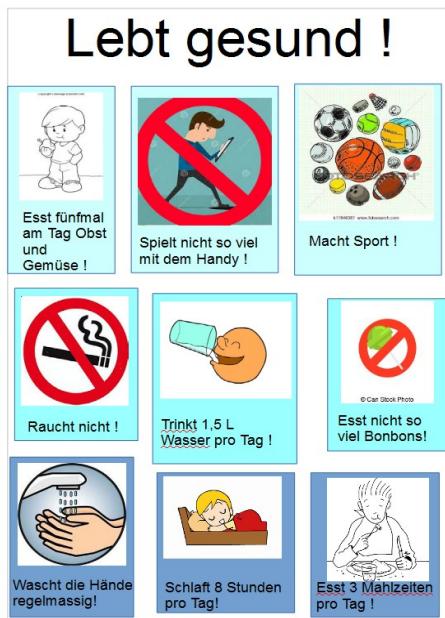 Lebt gesund !
Esst fünfmal
am Tag Obst
und
Gemüse !
Spielt nicht so viel
mit dem Handy !
Macht Sport !
Raucht nicht !
Trinkt 1,5 L
Wasser pro Tag !
© Can Stock Photo
Esst nicht so
viel Bonbons!
Wascht die Hände
regelmassig!
Schlaft 8 Stunden
pro Tag!
Esst 3 Mahlzeiten
pro Tag !